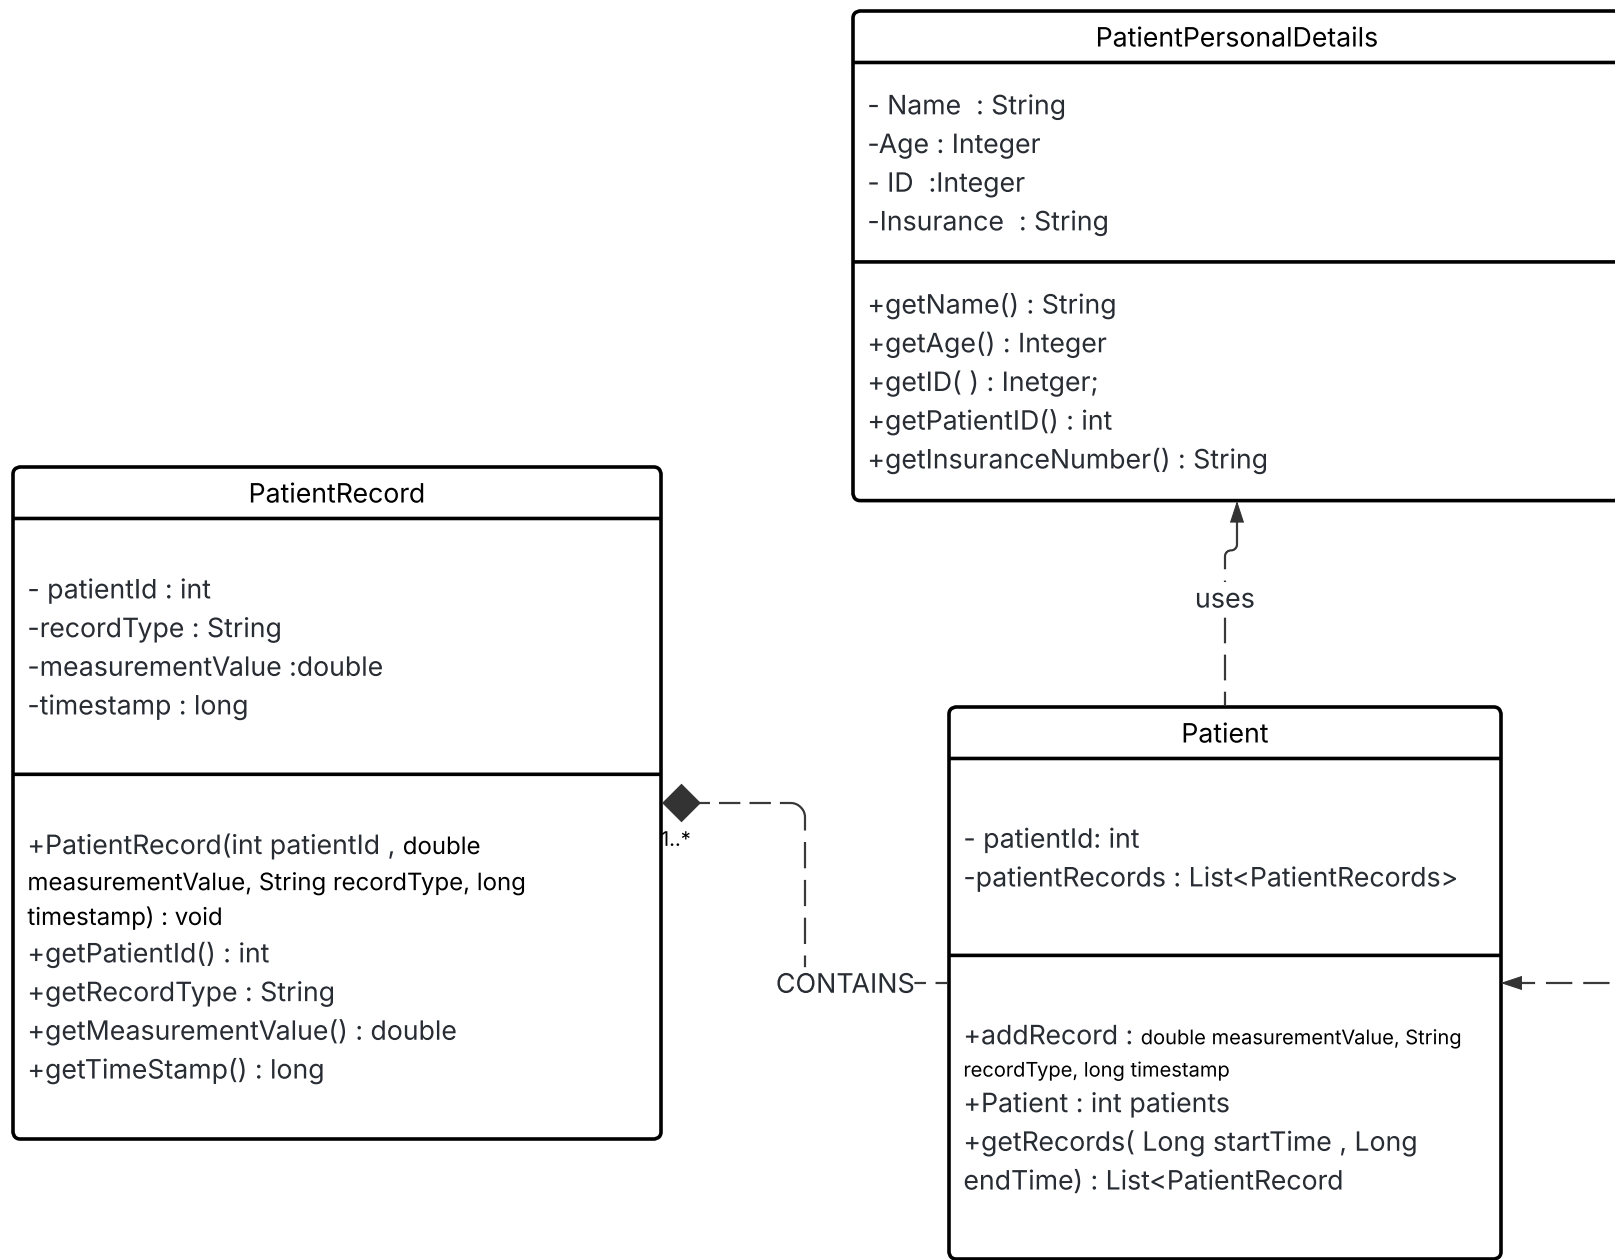 PatientPersonalDetails
- Name  : String
-Age : Integer
- ID  :Integer
-Insurance  : String
+getName() : String
+getAge() : Integer
+getID( ) : Inetger;
+getPatientID() : int
+getInsuranceNumber() : String
PatientRecord
- patientId : int
-recordType : String
-measurementValue :double
-timestamp : long
+PatientRecord(int patientId , double
measurementValue, String recordType, long
timestamp) : void
+getPatientId() : int
+getRecordType : String
+getMeasurementValue() : double
+getTimeStamp() : long
1..*
CONTAINS
uses
Patient
- patientId: int
-patientRecords : List<PatientRecords>
+addRecord : double measurementValue, String
recordType, long timestamp
+Patient : int patients
+getRecords( Long startTime , Long
endTime) : List<PatientRecord